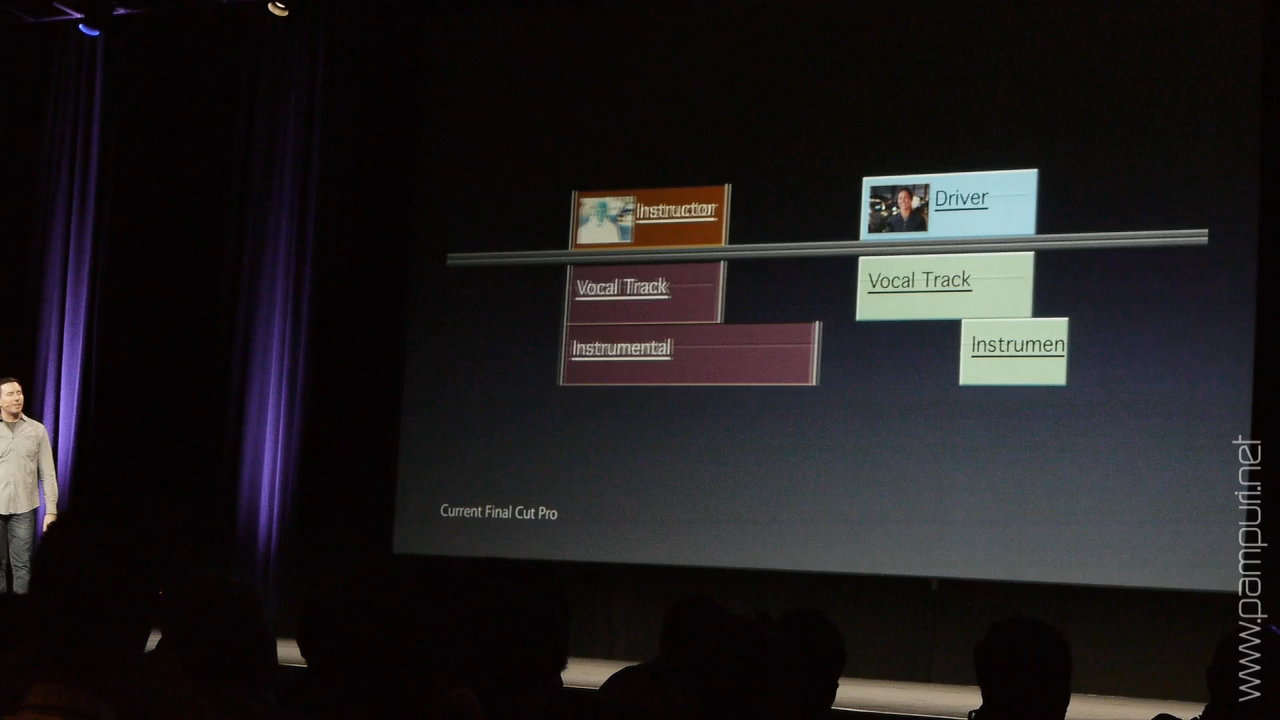 Instructor
Driver
Vocal Track
Vocal Track
Instrumental
Instrumen
Current Final Cut Pro
www.pampuri.net